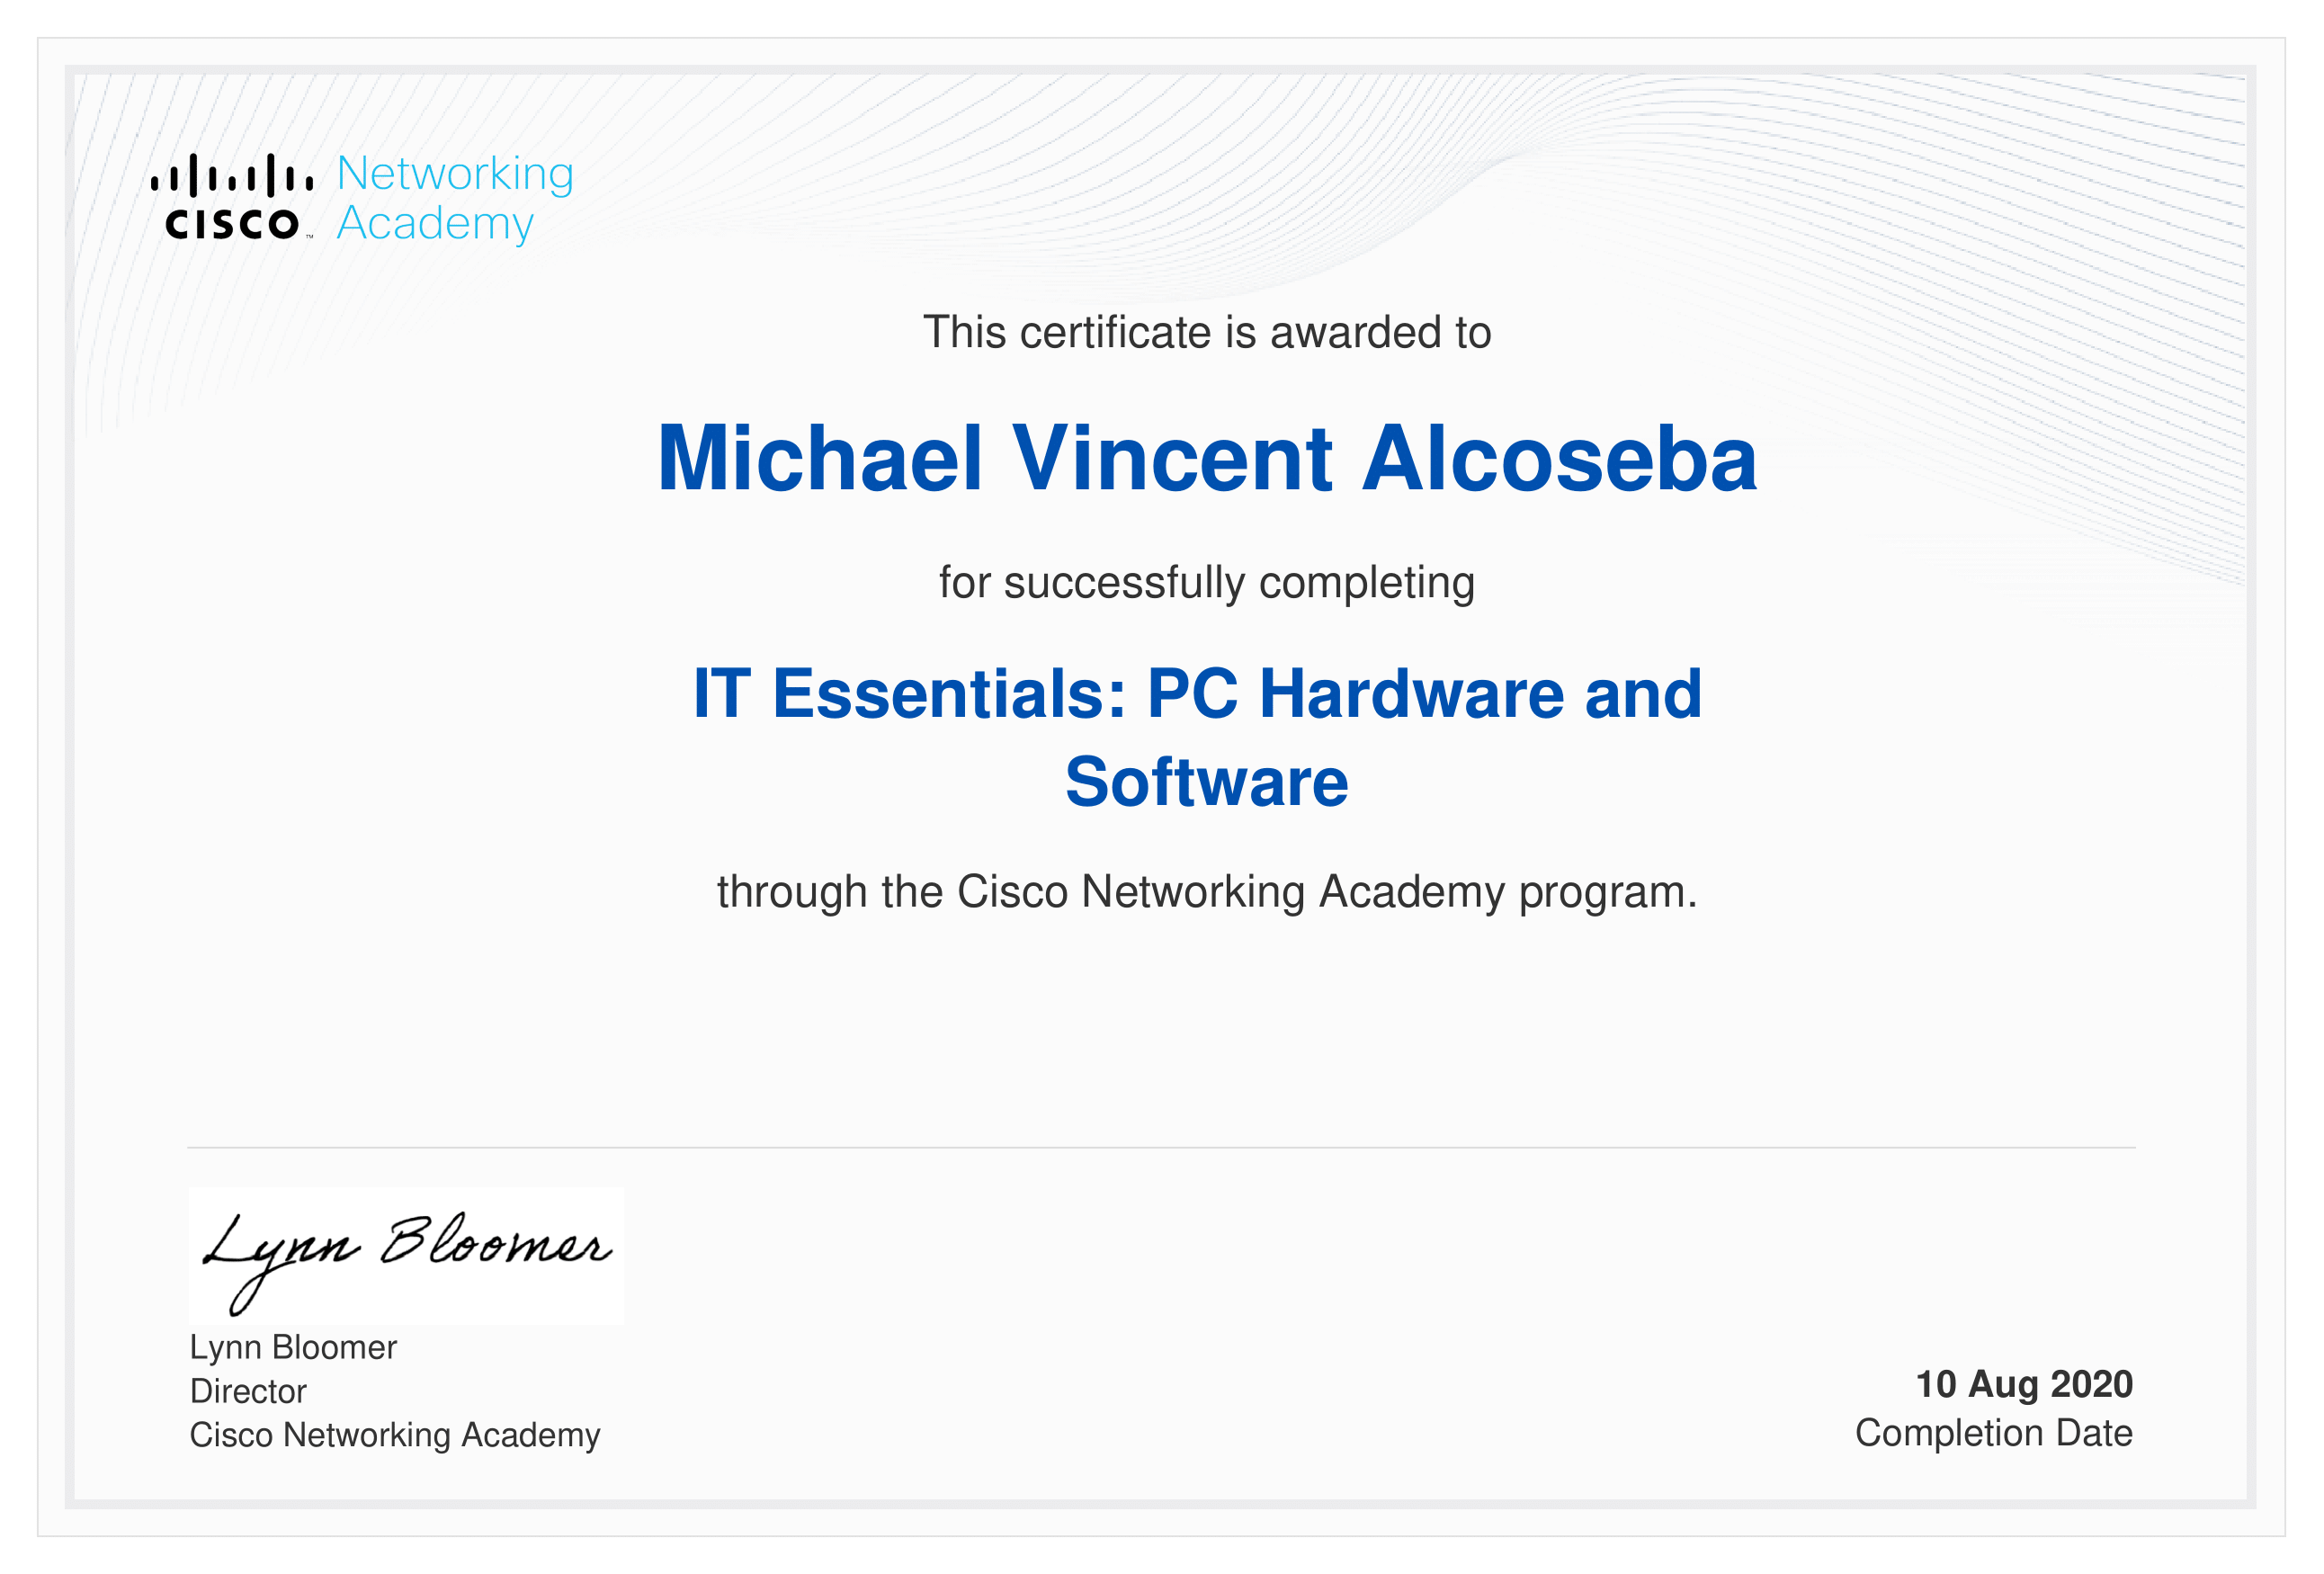 CISCO
Networking
Academy
This certificate is awarded to
Michael Vincent Alcoseba
for successfully completing
IT Essentials: PC Hardware and
Software
through the Cisco Networking Academy program.
Lynn Bloomer
Lynn Bloomer
Director
Cisco Networking Academy
10 Aug 2020
Completion Date